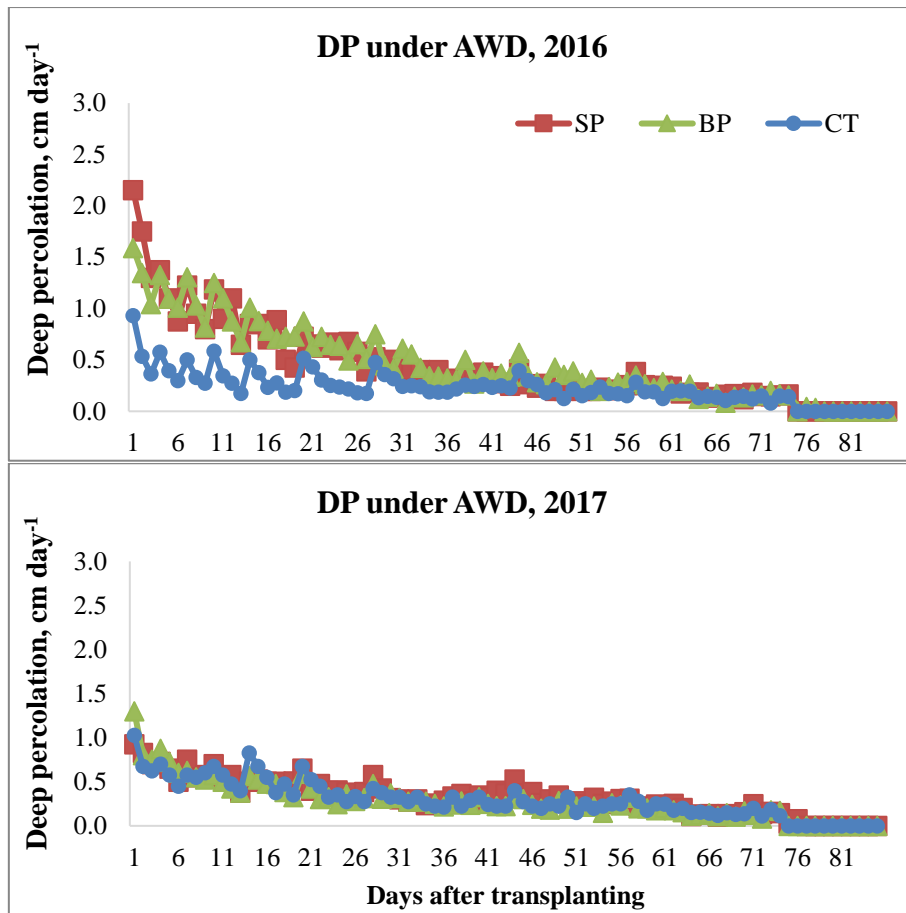 DP under AWD, 2016
Deep percolation, cm day-1
3.0
2.5
2.0
1.5
1.0
0.5
0.0
SP BP CT
1 6 11 16 21 26 31 36 41 46 51 56 61 66 71 76 81
DP under AWD, 2017
Deep percolation, cm day-1
3.0
2.5
2.0
1.5
1.0
0.5
0.0
1 6 11 16 21 26 31 36 41 46 51 56 61 66 71 76 81
Days after transplanting